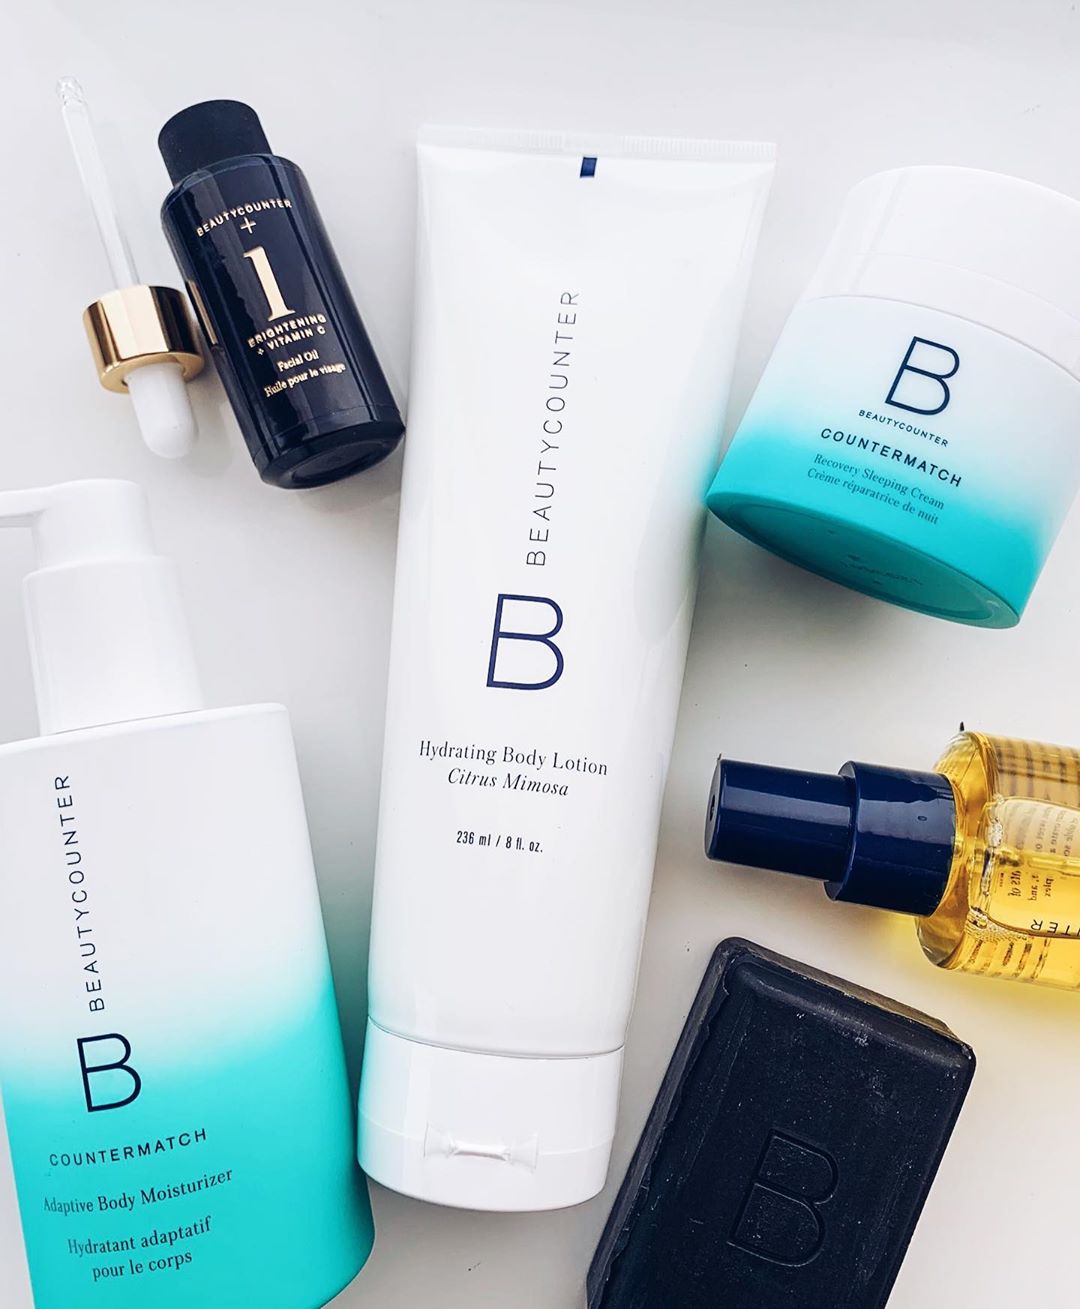 BEAUTYCOUNTER
+
1
BRIGHTENING
+ VITAMIN C
Facial Oil
Huile pour le visage
BEAUTYCOUNTER
B
Hydrating Body Lotion
Citrus Mimosa
236 ml / 8 fl. oz.
B
BEAUTYCOUNTER
COUNTERMATCH
Recovery Sleeping Cream
Crème réparatrice de nuit
BEAUTYCOUNTER
B
COUNTERMATCH
Adaptive Body Moisturizer
Hydratant adaptatif
pour le corps
B